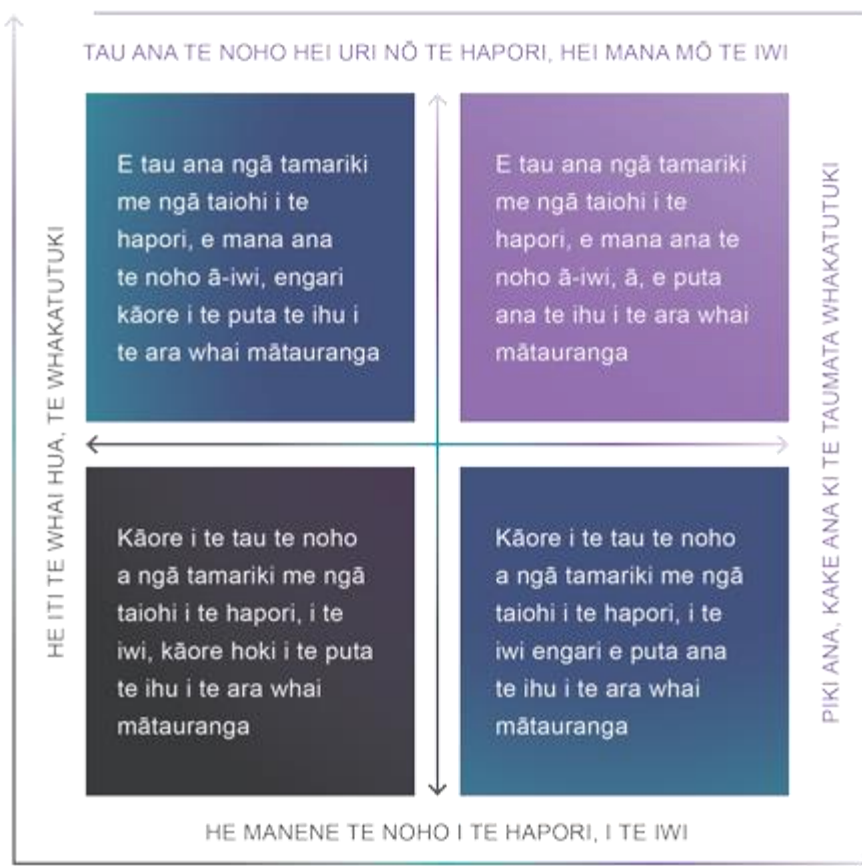 TAU ANA TE NOHO HEI URI NŌ TE HAPORI, HEI MANA MŌ TE IWI
HE ITI TE WHAI HUA, TE WHAKATUTUKI
E tau ana ngā tamariki
me ngā taiohi i te
hapori, e mana ana
te noho ā-iwi, engari
kāore i te puta te ihu i
te ara whai mātauranga
E tau ana ngā tamariki
me ngā taiohi i te
hapori, e mana ana te
noho ā-iwi, ā, e puta
ana te ihu i te ara whai
mātauranga
PIKI ANA, KAKE ANA KI TE TAUMATA WHAKATUTUKI
Kāore i te tau te noho
a ngā tamariki me ngā
taiohi i te hapori, i te
iwi, kāore hoki i te puta
te ihu i te ara whai
mātauranga
Kāore i te tau te noho
a ngā tamariki me ngā
taiohi i te hapori, i te
iwi engari e puta ana
te ihu i te ara whai
mātauranga
HE MANENE TE NOHO I TE HAPORI, I TE IWI